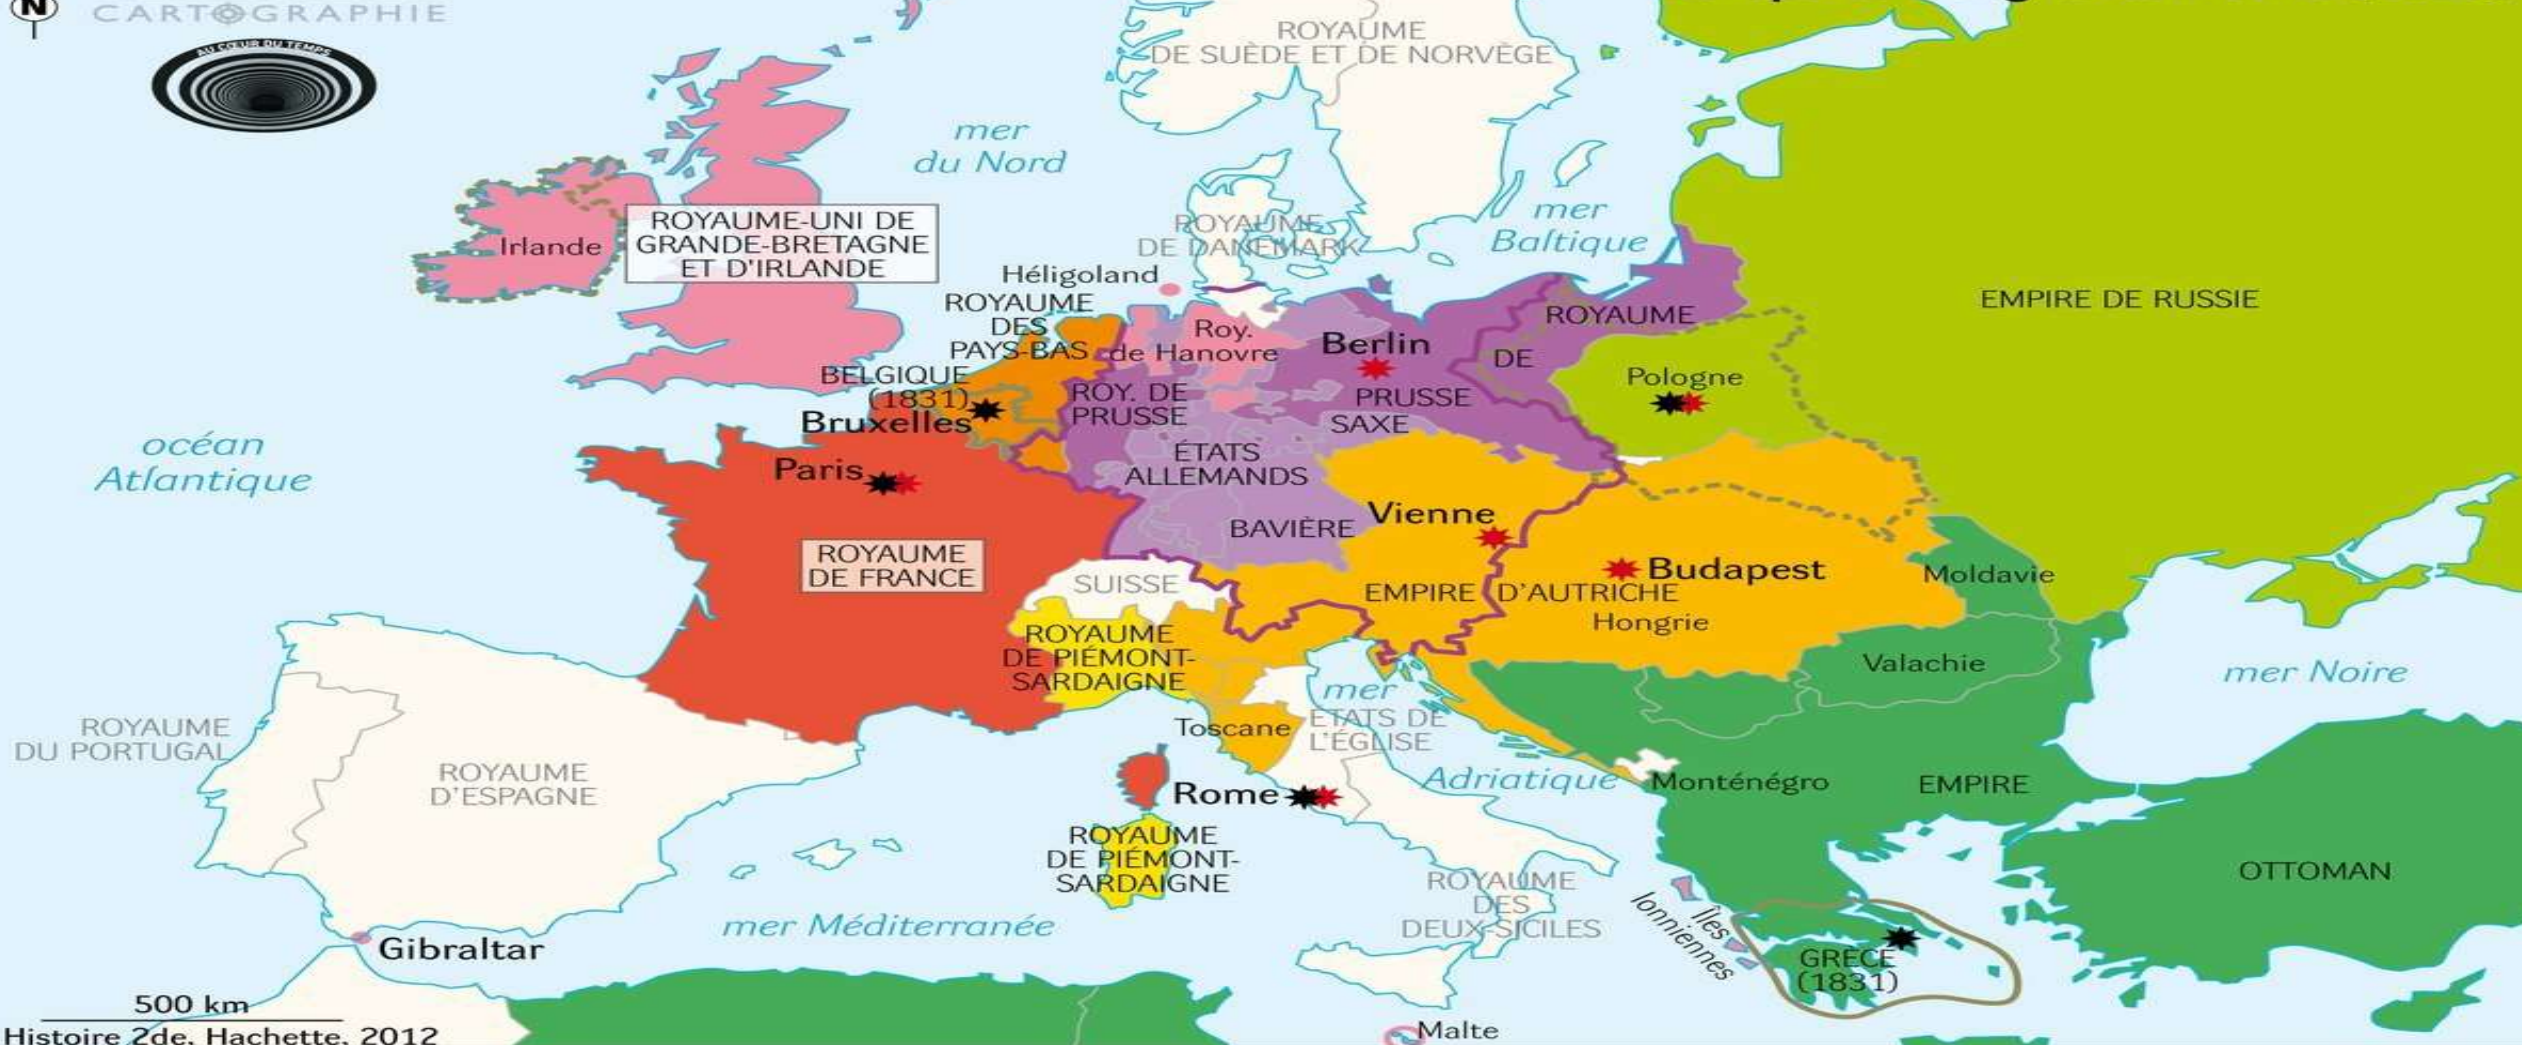 N
CARTOGRAPHIE
AU CŒUR DU TEMPS
ROYAUME
DE SUÈDE ET DE NORVÈGE
mer
du Nord
ROYAUME-UNI DE
GRANDE-BRETAGNE
ET D'IRLANDE
Irlande
ROYAUME
DE DANEMARK
mer
Baltique
Héligoland
ROYAUME
DES
PAYS-BAS
Roy.
de Hanovre
Berlin
ROYAUME
DE
PRUSSE
EMPIRE DE RUSSIE
BELGIQUE
(1831)
Bruxelles
ROY. DE
PRUSSE
SAXE
Pologne
océan
Atlantique
Paris
ÉTATS
ALLEMANDS
BAVIÈRE
Vienne
ROYAUME
DE FRANCE
SUISSE
Budapest
EMPIRE D'AUTRICHE
Hongrie
Moldavie
Valachie
ROYAUME
DE PIÉMONT-
SARDAIGNE
mer
Adriatique
mer Noire
ROYAUME
DU PORTUGAL
ROYAUME
D'ESPAGNE
Toscane
ETATS DE
L'ÉGLISE
Rome
Monténégro
EMPIRE
OTTOMAN
ROYAUME
DE PIÉMONT-
SARDAIGNE
mer Méditerranée
ROYAUME
DES
DEUX-SICILES
Îles
Ionniennes
GRÈCE
(1831)
Gibraltar
Malte
500 km
Histoire 2de, Hachette, 2012